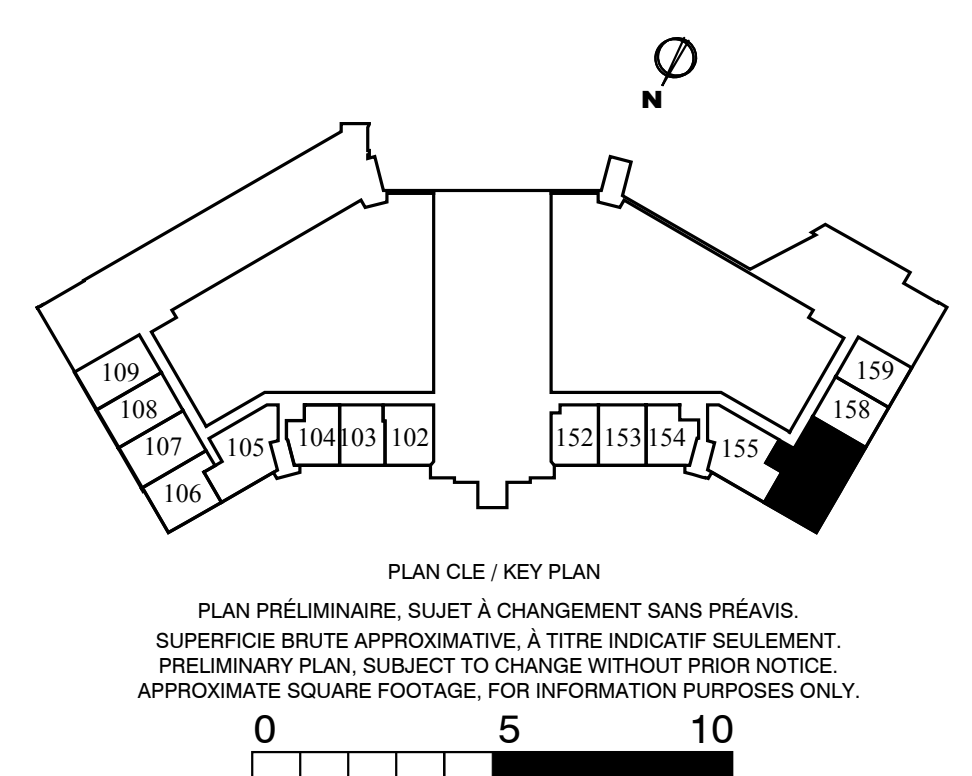 N
109
108
107
106
105
104
103
102
152
153
154
155
159
158
PLAN CLE / KEY PLAN
PLAN PRÉLIMINAIRE, SUJET À CHANGEMENT SANS PRÉAVIS.
SUPERFICIE BRUTE APPROXIMATIVE, À TITRE INDICATIF SEULEMENT.
PRELIMINARY PLAN, SUBJECT TO CHANGE WITHOUT PRIOR NOTICE.
APPROXIMATE SQUARE FOOTAGE, FOR INFORMATION PURPOSES ONLY.
0 5 10